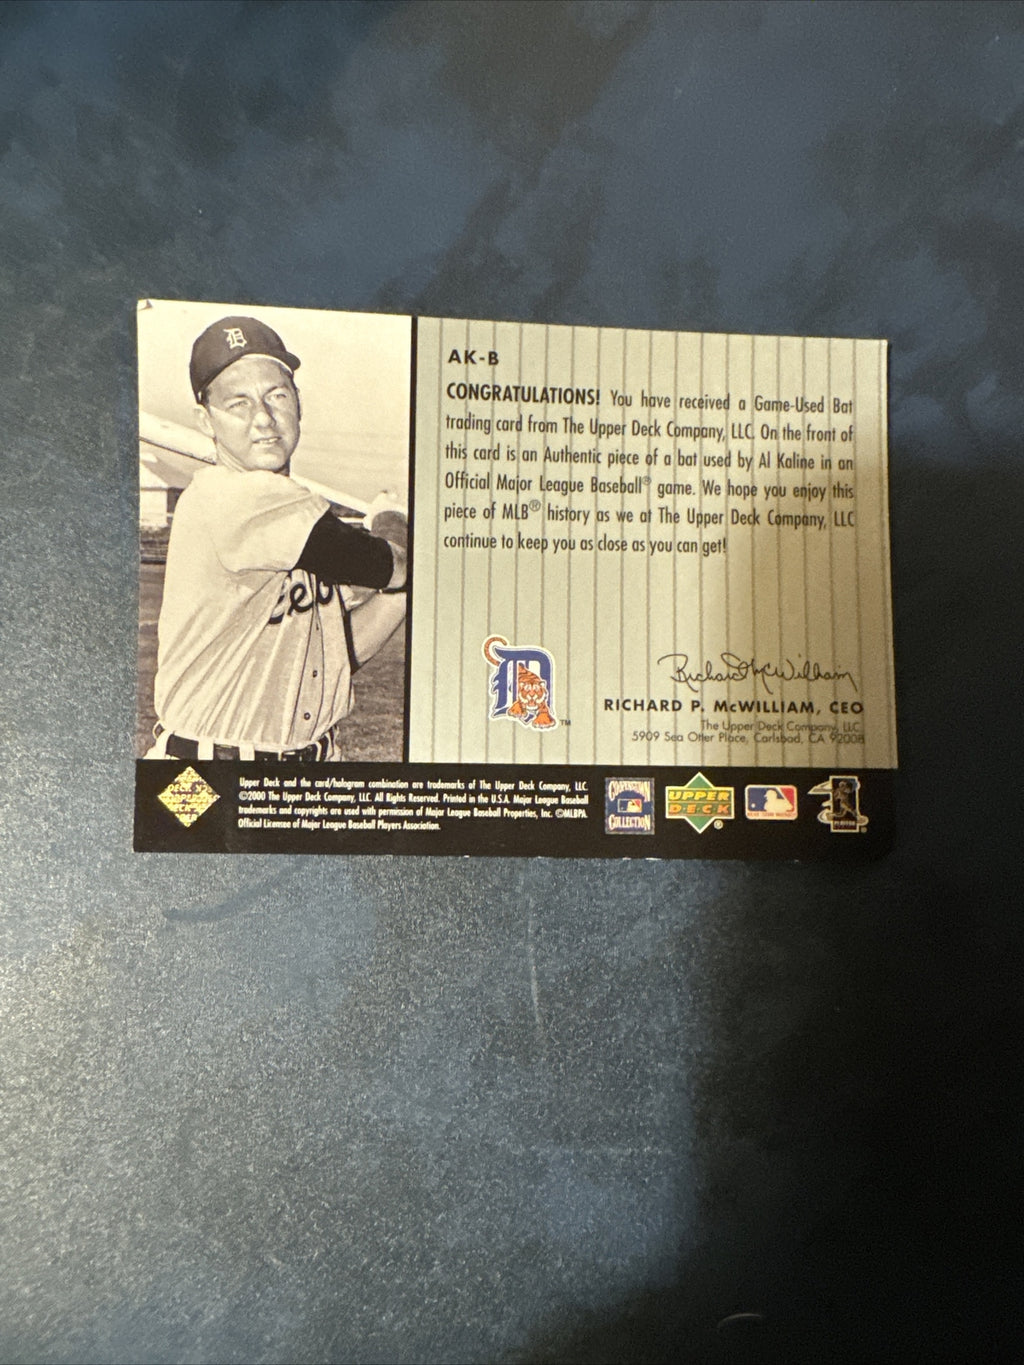 AK-B
CONGRATULATIONS! You have received a Game-Used Bat
trading card from The Upper Deck Company, LLC. On the front of
this card is an Authentic piece of a bat used by Al Kaline in an
Official Major League Baseball® game. We hope you enjoy this
piece of MLB® history as we at The Upper Deck Company, LLC
continue to keep you as close as you can get!
D
D
TM
Richard McWilliam
RICHARD P. McWILLIAM, CEO
The Upper Deck Company, LLC
5909 Sea Otter Place, Carlsbad, CA 92008
Upper Deck and the card/hologram combination are trademarks of The Upper Deck Company, LLC.
©2000 The Upper Deck Company, LLC. All Rights Reserved. Printed in the U.S.A. Major League Baseball
trademarks and copyrights are used with permission of Major League Baseball Properties, Inc. ©MLBPA
Official Licensee of Major League Baseball Players Association.
COOPERSTOWN
COLLECTION
UPPER
DECK
®